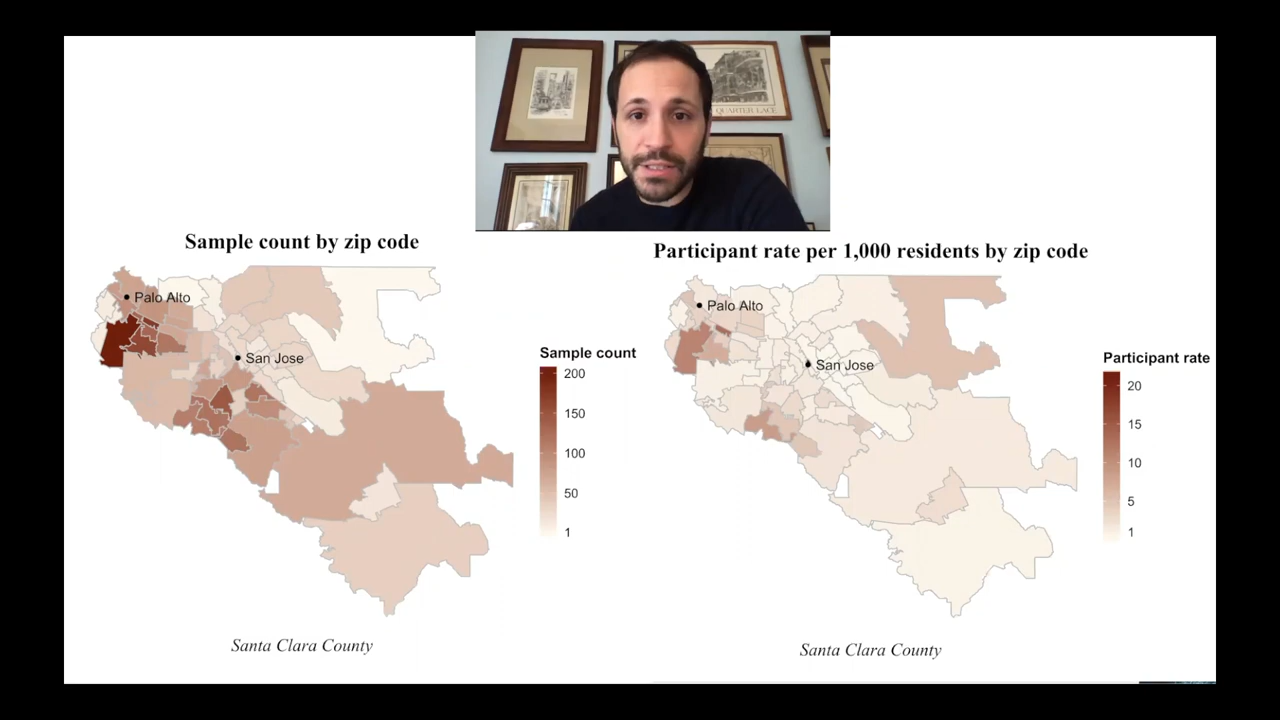 QUARTER LACE
Sample count by zip code
Participant rate per 1,000 residents by zip code
Palo Alto
San Jose
Sample count
200
150
100
50
1
Palo Alto
San Jose
Participant rate
20
15
10
5
1
Santa Clara County
Santa Clara County